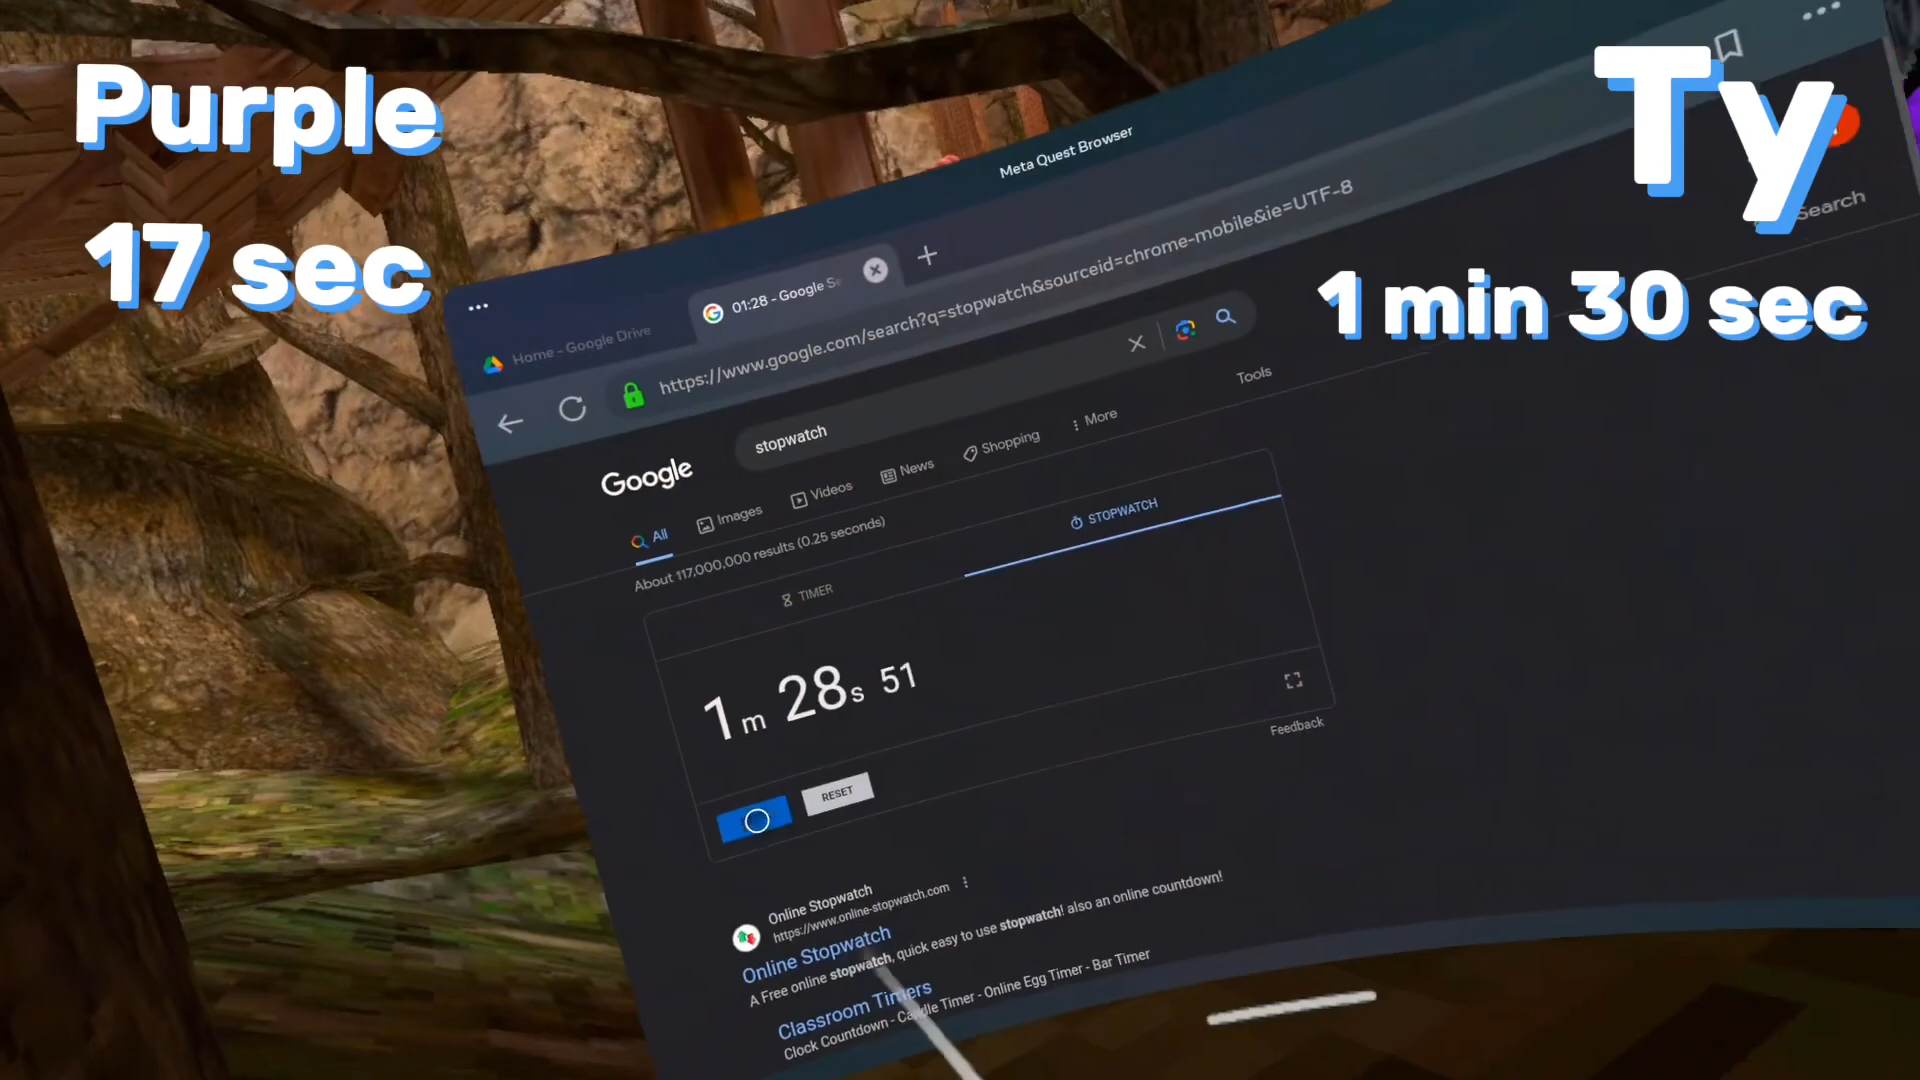 Purple
17 sec
Ty
1 min 30 sec
Meta Quest Browser
Home - Google Drive
01:28 - Google Se
https://www.google.com/search?q=stopwatch&sourceid=chrome-mobile&ie=UTF-8
Search
Google
stopwatch
All
Images
Videos
News
Shopping
More
Tools
About 117,000,000 results (0.25 seconds)
TIMER
STOPWATCH
1m 28s 51
RESET
Feedback
Online Stopwatch
https://www.online-stopwatch.com
Online Stopwatch
A Free online stopwatch, quick easy to use stopwatch! also an online countdown!
Classroom Timers
Clock Countdown - Candle Timer - Online Egg Timer - Bar Timer